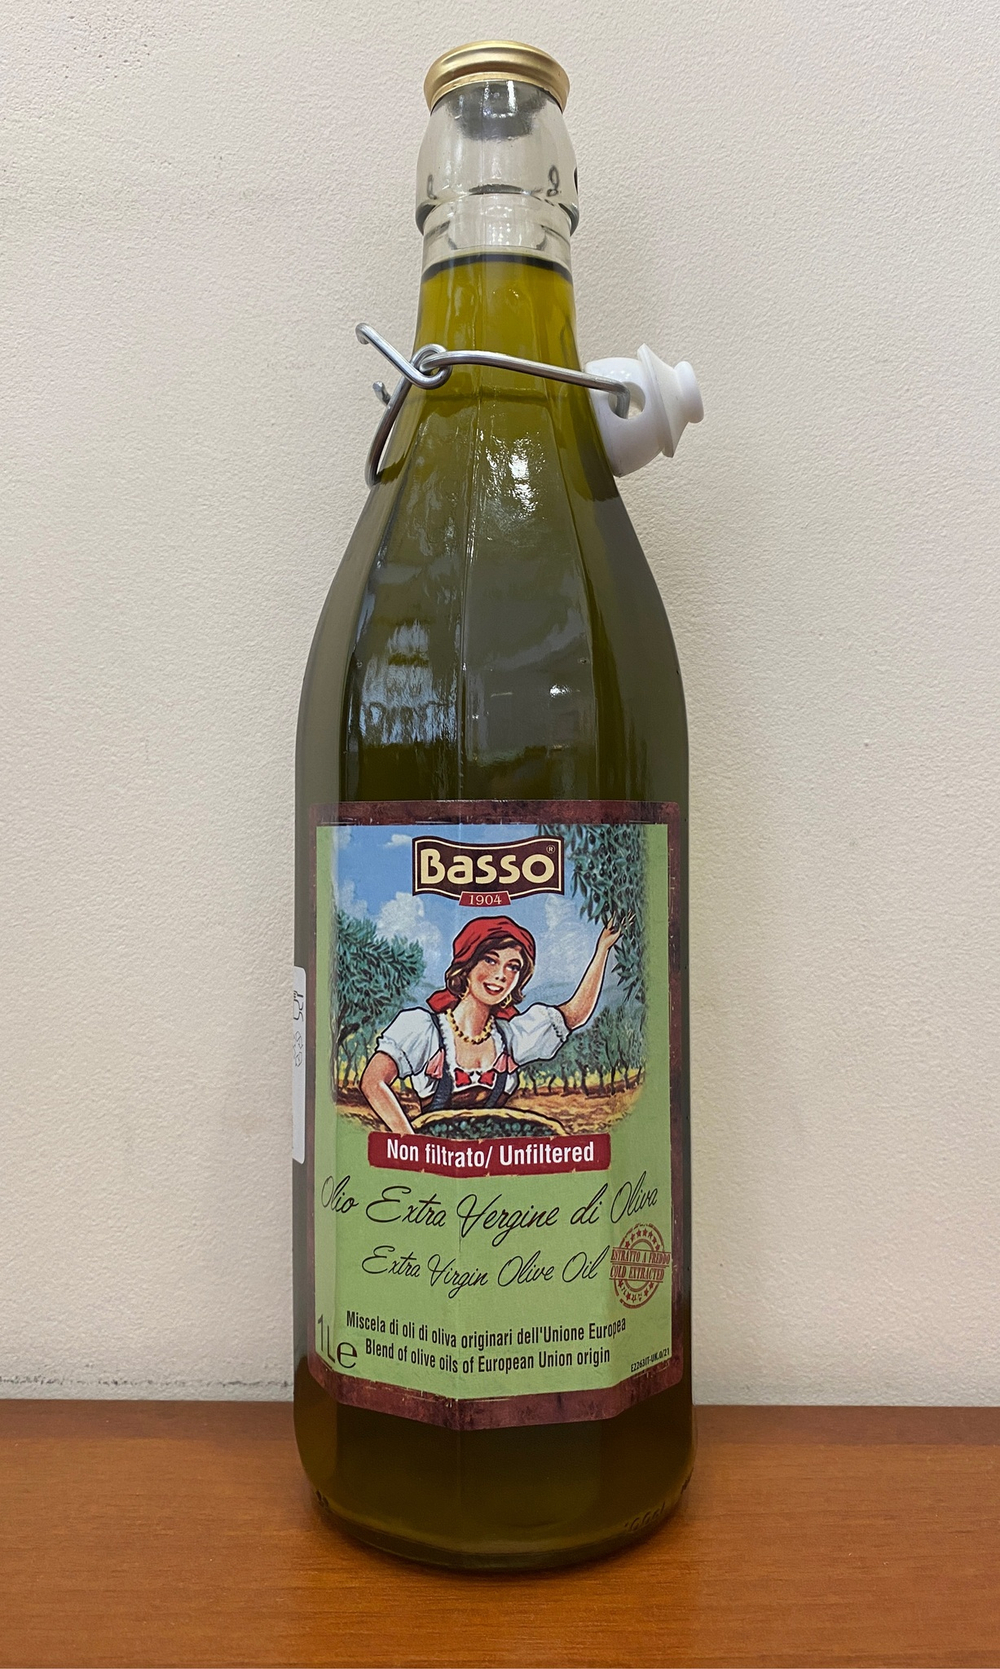 Basso®
1904
Non filtrato/ Unfiltered
Olio Extra Vergine di Oliva
Extra Virgin Olive Oil
ESTRATTO A FREDDO
COLD EXTRACTED
Miscela di oli di oliva originari dell'Unione Europea
Blend of olive oils of European Union origin
1L e